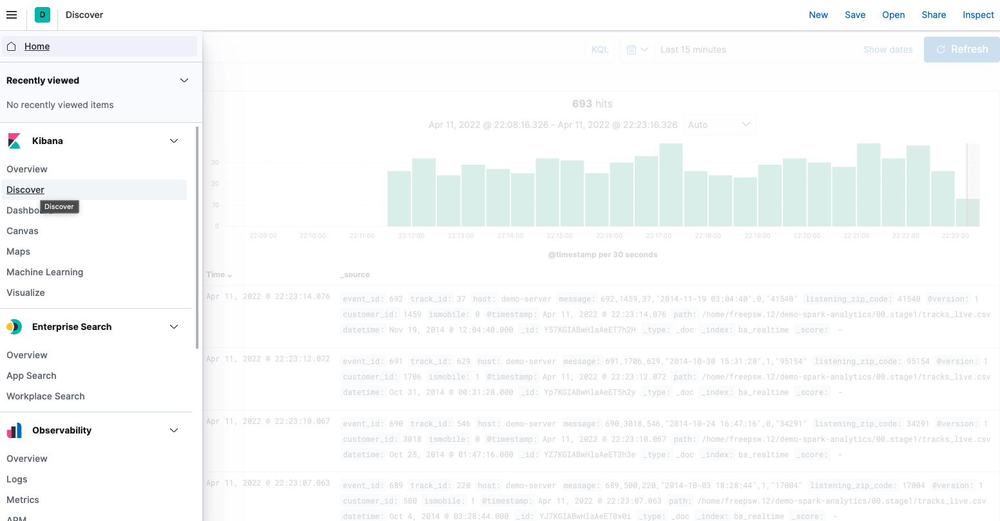 D Discover New Save Open Share Inspect
Home
KQL Last 15 minutes Show dates Refresh
Recently viewed
No recently viewed items
Kibana
Overview
Discover
Discover
Canvas
Maps
Machine Learning
Visualize
Enterprise Search
Overview
App Search
Workplace Search
Observability
Overview
Logs
Metrics
693 hits
Apr 11, 2022 @ 22:08:16.326 - Apr 11, 2022 @ 22:23:16.326 Auto
30
20
10
0
22:09:00 22:10:00 22:11:00 22:12:00 22:13:00 22:14:00 22:15:00 22:16:00 22:17:00 22:18:00 22:19:00 22:20:00 22:21:00 22:22:00 22:23:00
@timestamp per 30 seconds
Time _source
Apr 11, 2022 @ 22:23:14.076 event_id: 692 track_id: 37 host: demo-server message: 692,1459,37,"2014-11-19 03:04:40",0,"41540" listening_zip_code: 41540 @version: 1
customer_id: 1459 ismobile: 0 @timestamp: Apr 11, 2022 @ 22:23:14.076 path: /home/freepsw.12/demo-spark-analytics/00.stage1/tracks_live.csv
datetime: Nov 19, 2014 @ 12:04:40.000 _id: Y57KGIABwHlaAeET7h2H _type: _doc _index: ba_realtime _score: -
Apr 11, 2022 @ 22:23:12.072 event_id: 691 track_id: 629 host: demo-server message: 691,1706,629,"2014-10-30 15:31:28",1,"95154" listening_zip_code: 95154 @version: 1
customer_id: 1706 ismobile: 1 @timestamp: Apr 11, 2022 @ 22:23:12.072 path: /home/freepsw.12/demo-spark-analytics/00.stage1/tracks_live.csv
datetime: Oct 31, 2014 @ 00:31:28.000 _id: Yp7KGIABwHlaAeET5h2y _type: _doc _index: ba_realtime _score: -
Apr 11, 2022 @ 22:23:10.067 event_id: 690 track_id: 546 host: demo-server message: 690,3018,546,"2014-10-24 16:47:16",0,"34291" listening_zip_code: 34291 @version: 1
customer_id: 3018 ismobile: 0 @timestamp: Apr 11, 2022 @ 22:23:10.067 path: /home/freepsw.12/demo-spark-analytics/00.stage1/tracks_live.csv
datetime: Oct 25, 2014 @ 01:47:16.000 _id: YZ7KGIABwHlaAeET3h3e _type: _doc _index: ba_realtime _score: -
Apr 11, 2022 @ 22:23:07.063 event_id: 689 track_id: 220 host: demo-server message: 689,500,220,"2014-10-03 18:28:44",1,"17004" listening_zip_code: 17004 @version: 1
customer_id: 500 ismobile: 1 @timestamp: Apr 11, 2022 @ 22:23:07.063 path: /home/freepsw.12/demo-spark-analytics/00.stage1/tracks_live.csv
datetime: Oct 4, 2014 @ 03:28:44.000 _id: YJ7KGIABwHlaAeET0x0i _type: _doc _index: ba_realtime _score: -